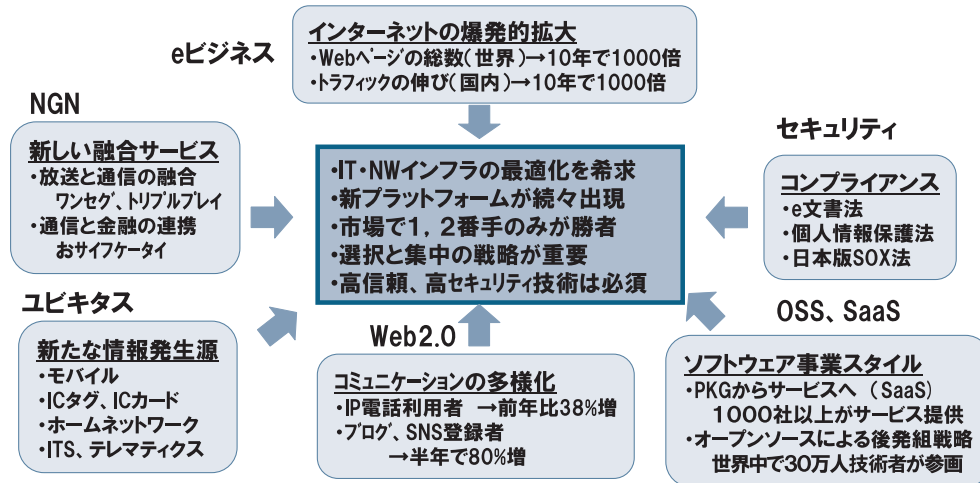 eビジネス
インターネットの爆発的拡大
・Webページの総数(世界)→10年で1000倍
・トラフィックの伸び(国内)→10年で1000倍
NGN
新しい融合サービス
・放送と通信の融合
ワンセグ、トリプルプレイ
・通信と金融の連携
おサイフケータイ
セキュリティ
コンプライアンス
・e文書法
・個人情報保護法
・日本版SOX法
・IT・NWインフラの最適化を希求
・新プラットフォームが続々出現
・市場で1，2番手のみが勝者
・選択と集中の戦略が重要
・高信頼、高セキュリティ技術は必須
ユビキタス
新たな情報発生源
・モバイル
・ICタグ、ICカード
・ホームネットワーク
・ITS、テレマティクス
Web2.0
コミュニケーションの多様化
・IP電話利用者 →前年比38%増
・ブログ、SNS登録者
→半年で80%増
OSS、SaaS
ソフトウェア事業スタイル
・PKGからサービスへ (SaaS)
1000社以上がサービス提供
・オープンソースによる後発組戦略
世界中で30万人技術者が参画